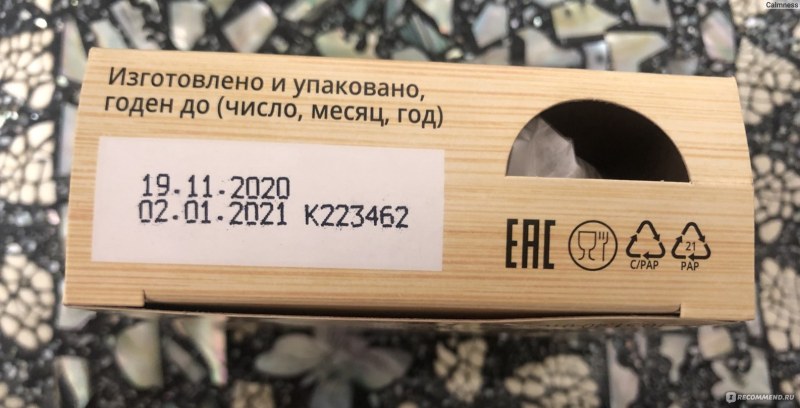 Calmness
Изготовлено и упаковано,
годен до (число, месяц, год)
19.11.2020
02.01.2021 K223462
EAC
21
C/PAP PAP
IRECOMMEND.RU